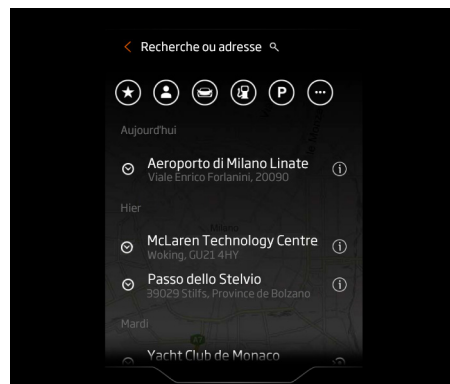 Recherche ou adresse
P
Aujourd'hui
Aeroporto di Milano Linate
Viale Enrico Forlanini, 20090
Hier
Milano
McLaren Technology Centre
Woking, GU21 4HY
Passo dello Stelvio
39029 Stilfs, Province de Bolzano
Mardi
Yacht Club de Monaco